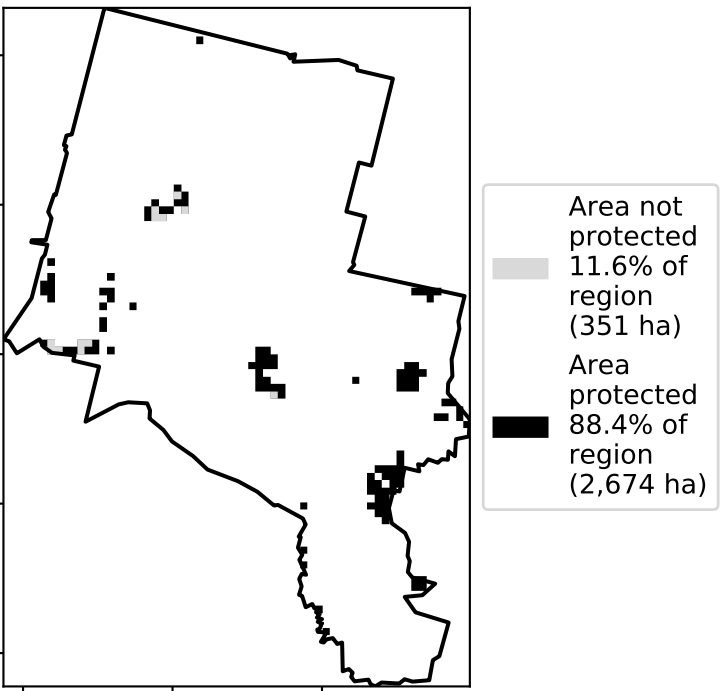 Area not
protected
11.6% of
region
(351 ha)
Area
protected
88.4% of
region
(2,674 ha)